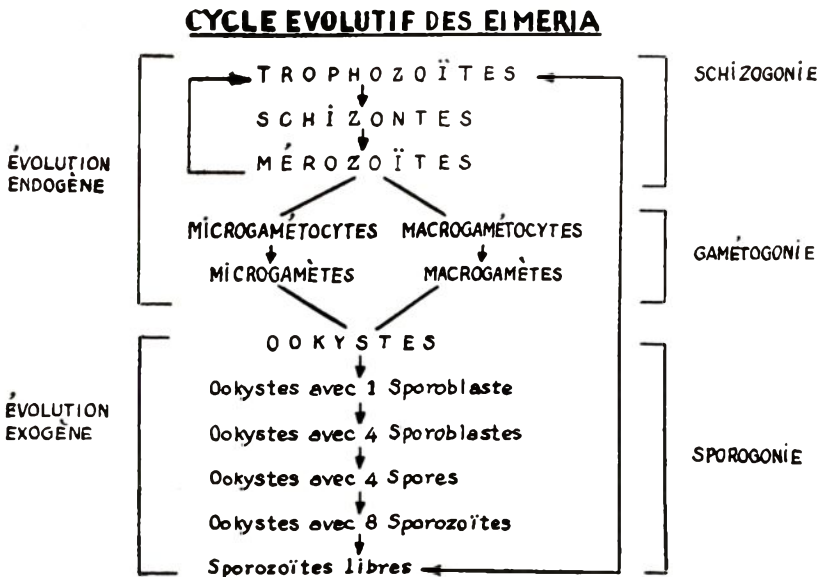 CYCLE EVOLUTIF DES EIMERIA
TROPHOZOÏTES
SCHIZONTES
MÉROZOÏTES
MICROGAMÉTOCYTES MACROGAMÉTOCYTES
MICROGAMÈTES MACROGAMÈTES
OOKYSTES
Ookystes avec 1 Sporoblaste
Ookystes avec 4 Sporoblastes
Ookystes avec 4 Spores
Ookystes avec 8 Sporozoïtes
Sporozoïtes libres
ÉVOLUTION
ENDOGÈNE
ÉVOLUTION
EXOGÈNE
SCHIZOGONIE
GAMÉTOGONIE
SPOROGONIE